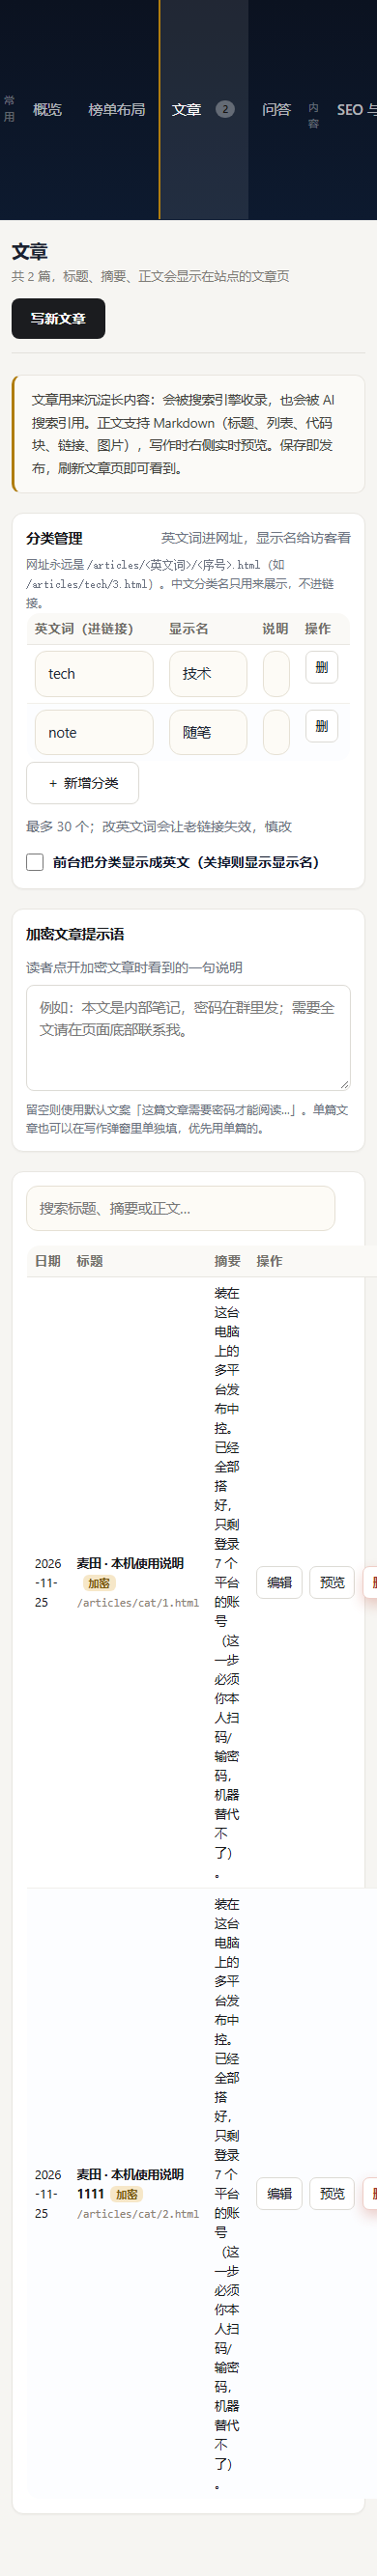 常用
概览
榜单布局
文章 2
问答
内容
SEO 与
文章
共 2 篇，标题、摘要、正文会显示在站点的文章页
写新文章
文章用来沉淀长内容：会被搜索引擎收录，也会被 AI
搜索引用。正文支持 Markdown（标题、列表、代码
块、链接、图片），写作时右侧实时预览。保存即发
布，刷新文章页即可看到。
分类管理 英文词进网址，显示名给访客看
网址永远是 /articles/<英文词>/<序号>.html（如
/articles/tech/3.html）。中文分类名只用来展示，不进链
接。
英文词（进链接） 显示名 说明 操作
tech 技术 删
note 随笔 删
+ 新增分类
最多 30 个；改英文词会让老链接失效，慎改
前台把分类显示成英文（关掉则显示显示名）
加密文章提示语
读者点开加密文章时看到的一句说明
例如：本文是内部笔记，密码在群里发；需要全
文请在页面底部联系我。
留空则使用默认文案「这篇文章需要密码才能阅读…」。单篇文
章也可以在写作弹窗里单独填，优先用单篇的。
搜索标题、摘要或正文…
日期 标题 摘要 操作
2026
-11-
25
麦田 · 本机使用说明
加密
/articles/cat/1.html
装在
这台
电脑
上的
多平
台发
布中
控。
已经
全部
搭
好，
只剩
登录
7 个
平台
的账
号
（这
一步
必须
你本
人扫
码/
输密
码，
机器
替代
不
了）
。
编辑 预览
2026
-11-
25
麦田 · 本机使用说明
1111 加密
/articles/cat/2.html
装在
这台
电脑
上的
多平
台发
布中
控。
已经
全部
搭
好，
只剩
登录
7 个
平台
的账
号
（这
一步
必须
你本
人扫
码/
输密
码，
机器
替代
不
了）
。
编辑 预览